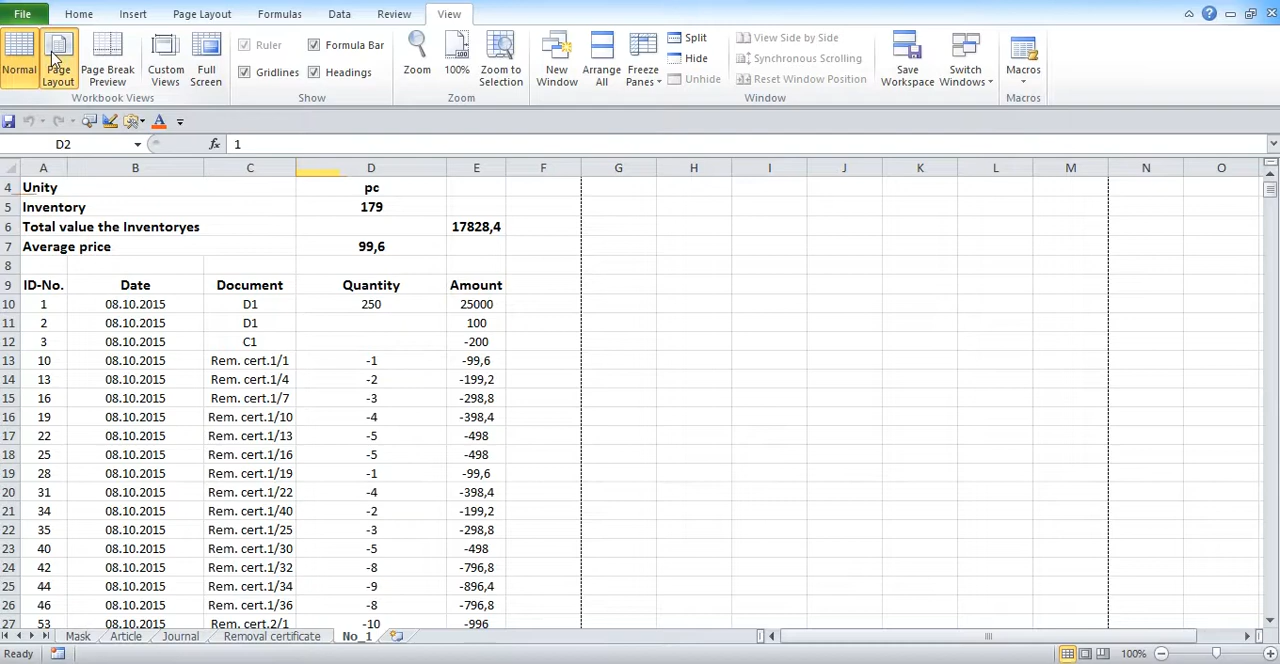 File Home Insert Page Layout Formulas Data Review View
Normal Page Layout Page Break Preview Custom Views Full Screen
Workbook Views
Ruler Formula Bar
Gridlines Headings
Show
Zoom 100% Zoom to Selection
Zoom
New Window Arrange All Freeze Panes Split Hide Unhide
View Side by Side
Synchronous Scrolling
Reset Window Position
Window
Save Workspace Switch Windows
Macros
Macros
D2 fx 1
A B C D E F G H I J K L M N O
4 Unity pc
5 Inventory 179
6 Total value the Inventoryes 17828,4
7 Average price 99,6
8
9 ID-No. Date Document Quantity Amount
10 1 08.10.2015 D1 250 25000
11 2 08.10.2015 D1 100
12 3 08.10.2015 C1 -200
13 10 08.10.2015 Rem. cert.1/1 -1 -99,6
14 13 08.10.2015 Rem. cert.1/4 -2 -199,2
15 16 08.10.2015 Rem. cert.1/7 -3 -298,8
16 19 08.10.2015 Rem. cert.1/10 -4 -398,4
17 22 08.10.2015 Rem. cert.1/13 -5 -498
18 25 08.10.2015 Rem. cert.1/16 -5 -498
19 28 08.10.2015 Rem. cert.1/19 -1 -99,6
20 31 08.10.2015 Rem. cert.1/22 -4 -398,4
21 34 08.10.2015 Rem. cert.1/40 -2 -199,2
22 35 08.10.2015 Rem. cert.1/25 -3 -298,8
23 40 08.10.2015 Rem. cert.1/30 -5 -498
24 42 08.10.2015 Rem. cert.1/32 -8 -796,8
25 44 08.10.2015 Rem. cert.1/34 -9 -896,4
26 46 08.10.2015 Rem. cert.1/36 -8 -796,8
27 53 08.10.2015 Rem. cert.2/1 -10 -996
Mask Article Journal Removal certificate No_1
Ready 100%